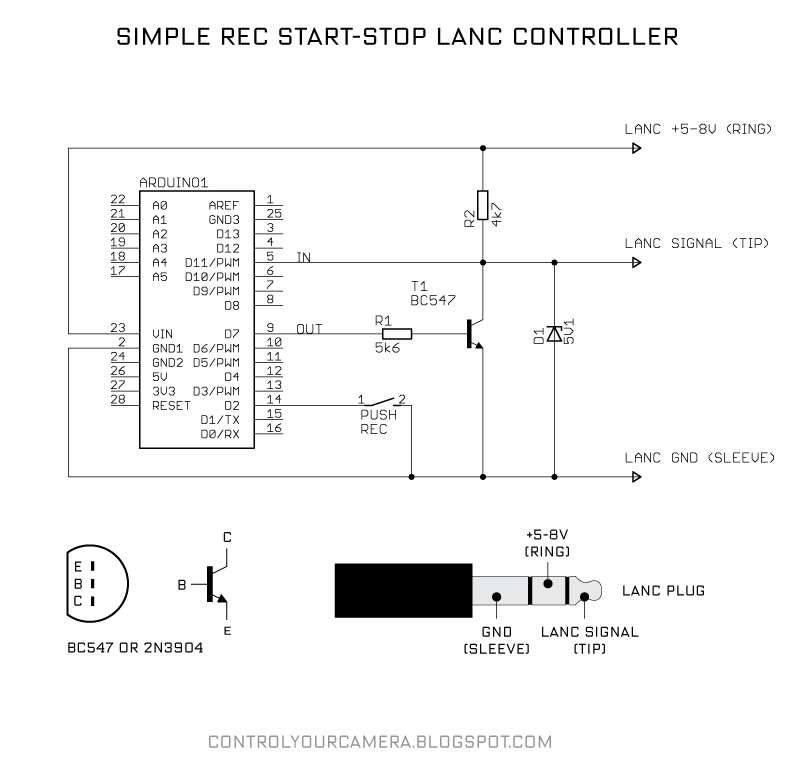 SIMPLE REC START-STOP LANC CONTROLLER
LANC +5-8V (RING)
ARDUINO1
22 A0 AREF 1
21 A1 GND3 25
20 A2 D13 3
19 A3 D12 4
18 A4 D11/PWM 5 IN
17 A5 D10/PWM 6
D9/PWM 7
D8 8
R2
4k7
LANC SIGNAL (TIP)
T1
BC547
23 VIN D7 9 OUT
2 GND1 D6/PWM 10
24 GND2 D5/PWM 11
26 5V D4 12
27 3V3 D3/PWM 13
28 RESET D2 14
D1/TX 15
D0/RX 16
R1
5k6
D1
5V1
1 2
PUSH
REC
LANC GND (SLEEVE)
E
B
C
C
B
E
BC547 OR 2N3904
+5-8V
(RING)
LANC PLUG
GND
(SLEEVE)
LANC SIGNAL
(TIP)
CONTROLYOURCAMERA.BLOGSPOT.COM